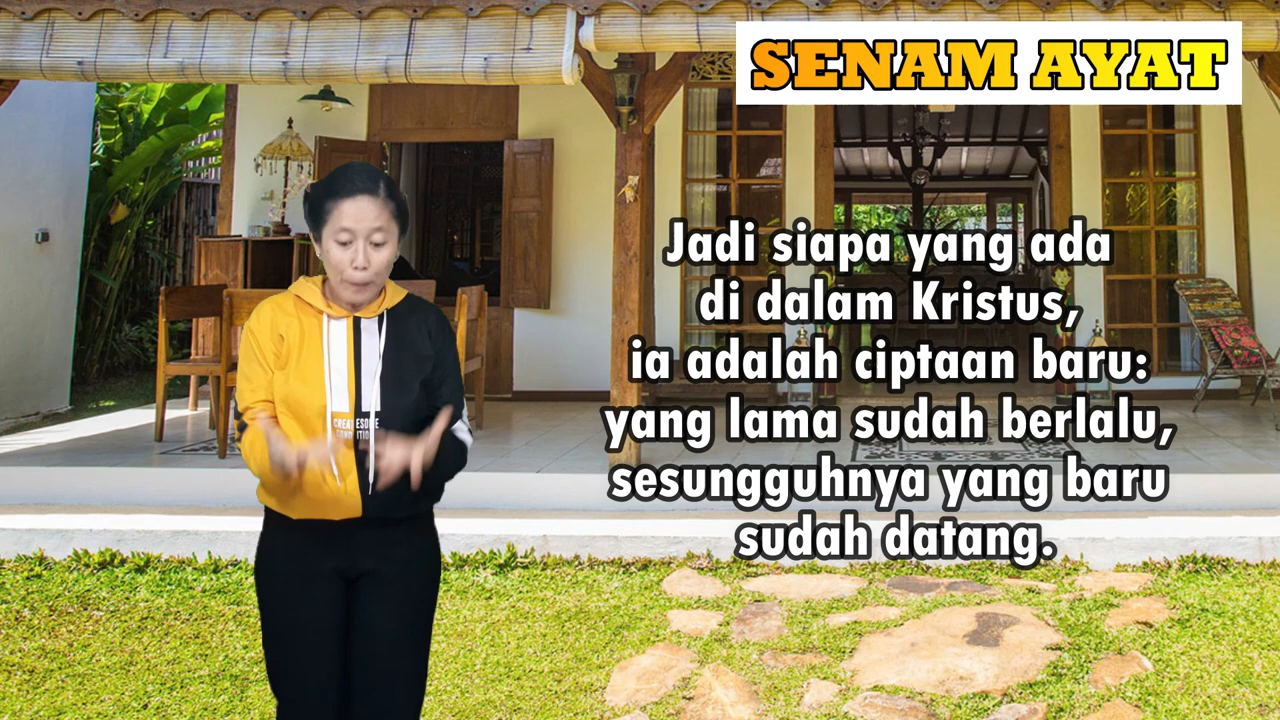 SENAM AYAT
Jadi siapa yang ada
di dalam Kristus,
ia adalah ciptaan baru:
yang lama sudah berlalu,
sesungguhnya yang baru
sudah datang.